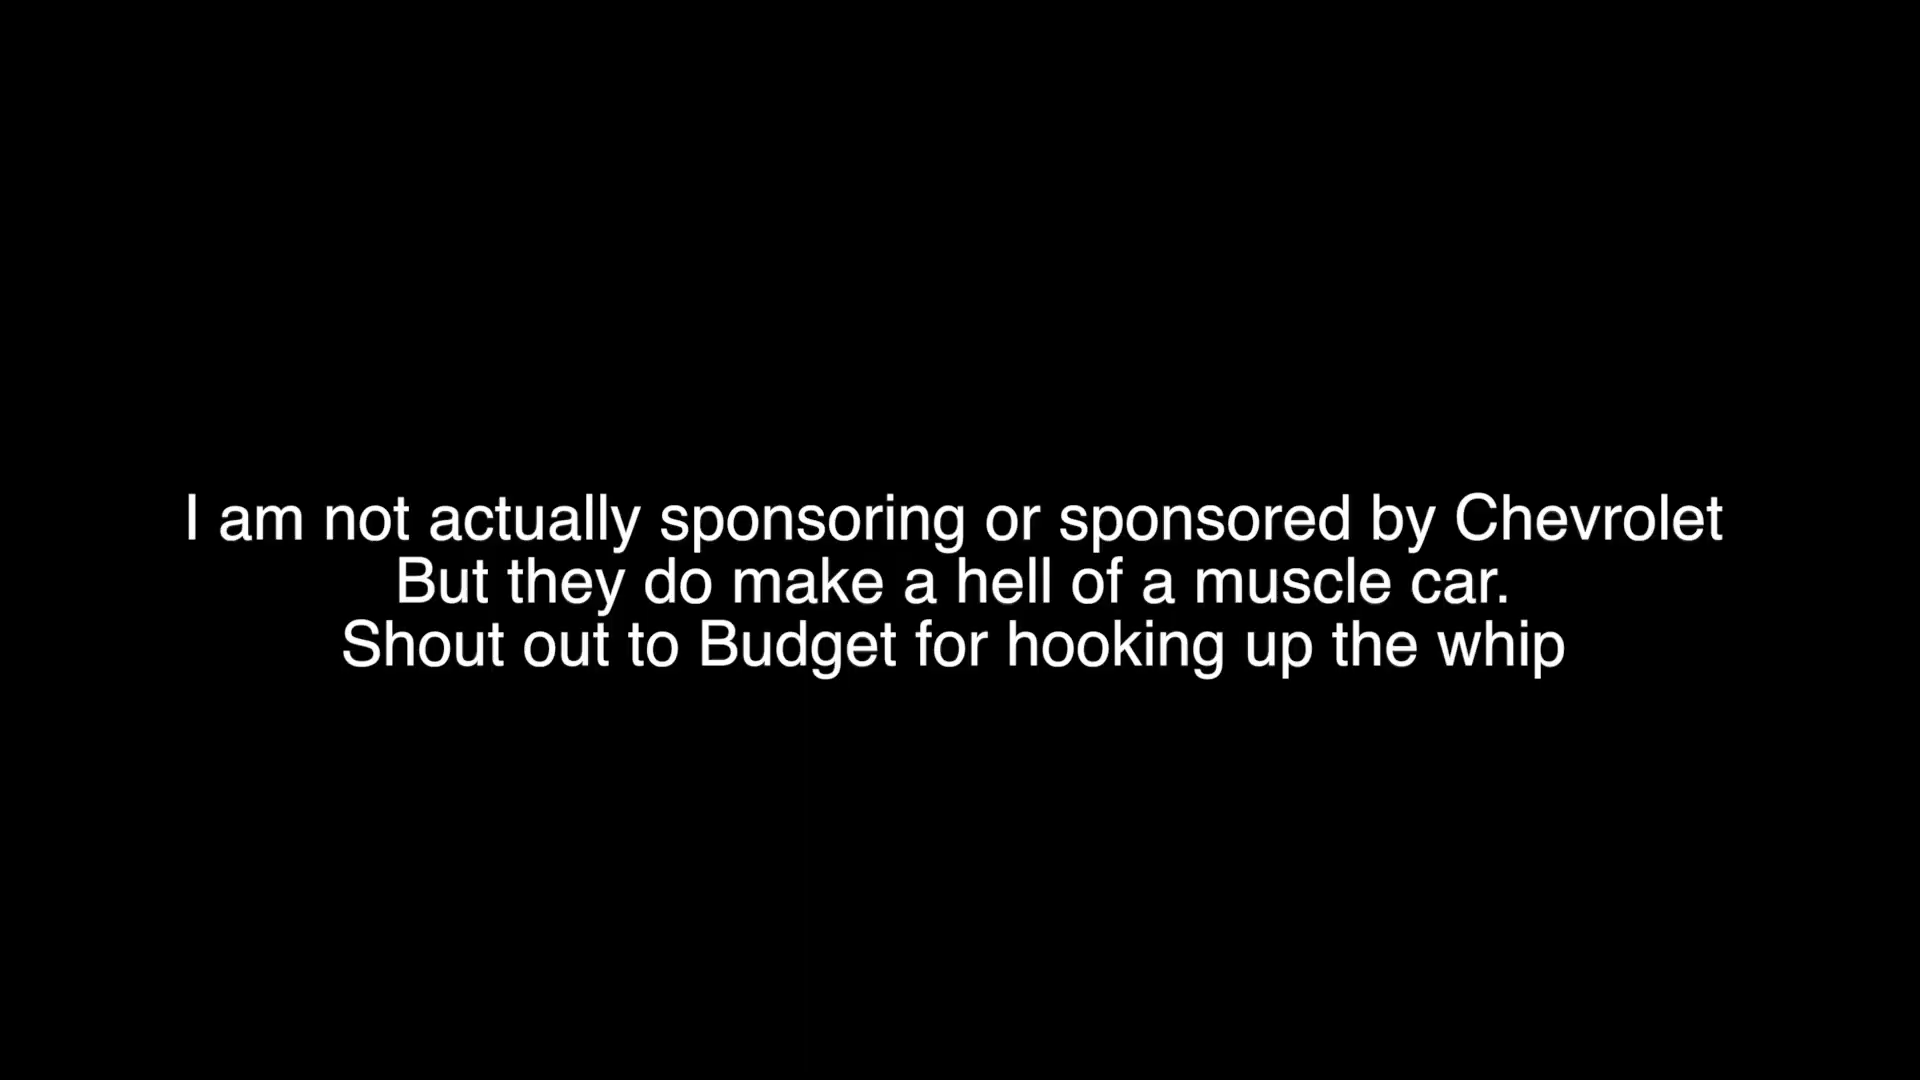 I am not actually sponsoring or sponsored by Chevrolet
But they do make a hell of a muscle car.
Shout out to Budget for hooking up the whip